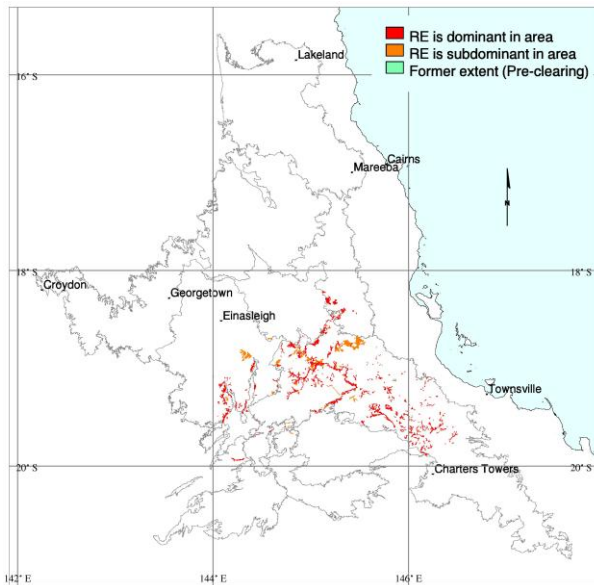 RE is dominant in area
RE is subdominant in area
Former extent (Pre-clearing)
Lakeland
16° S
Cairns
Mareeba
N
18° S
Croydon
Georgetown
Einasleigh
Townsville
20° S
Charters Towers
20° S
142° E
144° E
146° E